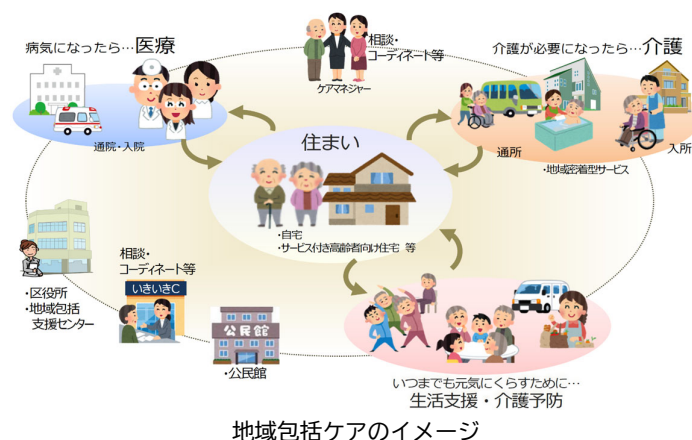 病気になったら…医療
通院・入院
相談・
コーディネート等
ケアマネジャー
介護が必要になったら…介護
通所
入所
・地域密着型サービス
住まい
・自宅
・サービス付き高齢者向け住宅 等
・区役所
・地域包括
支援センター
相談・
コーディネート等
いきいきC
公民館
・公民館
いつまでも元気にくらすために…
生活支援・介護予防
地域包括ケアのイメージ